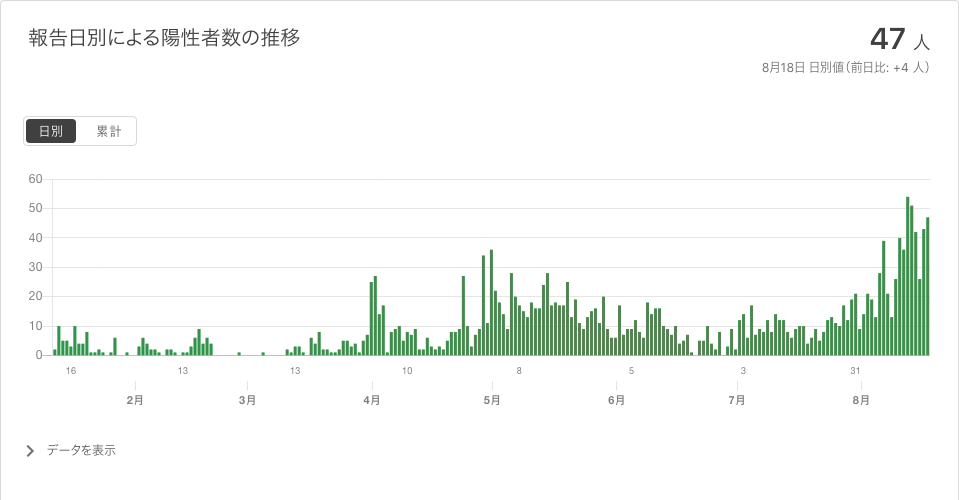 報告日別による陽性者数の推移
47 人
8月18日 日別値（前日比: +4 人）
日別 累計
60
50
40
30
20
10
0
16 13 13 10 8 5 3 31
2月 3月 4月 5月 6月 7月 8月
データを表示